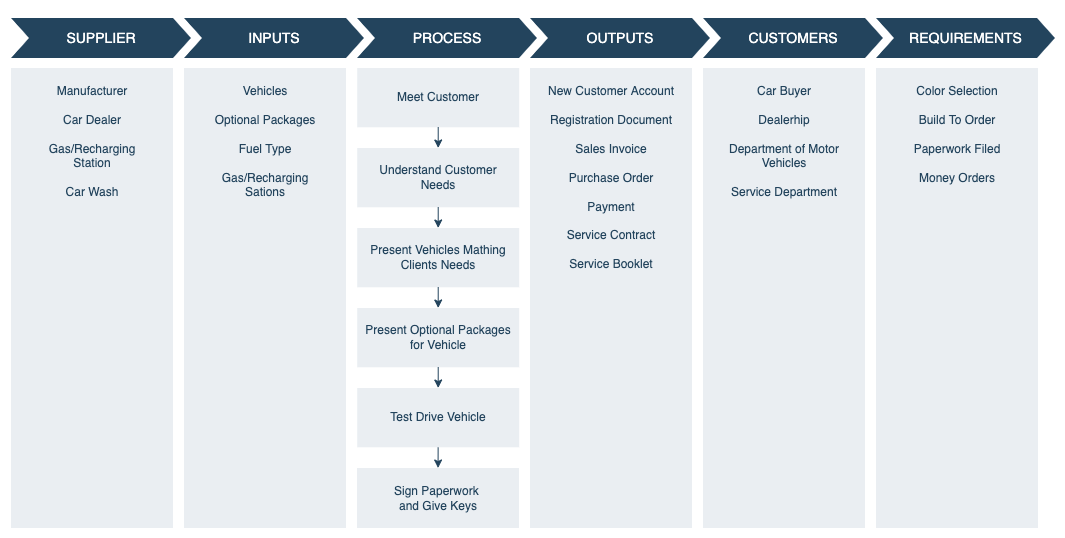 SUPPLIER
INPUTS
PROCESS
OUTPUTS
CUSTOMERS
REQUIREMENTS
Manufacturer
Car Dealer
Gas/Recharging
Station
Car Wash
Vehicles
Optional Packages
Fuel Type
Gas/Recharging
Sations
Meet Customer
Understand Customer
Needs
Present Vehicles Mathing
Clients Needs
Present Optional Packages
for Vehicle
Test Drive Vehicle
Sign Paperwork
and Give Keys
New Customer Account
Registration Document
Sales Invoice
Purchase Order
Payment
Service Contract
Service Booklet
Car Buyer
Dealerhip
Department of Motor
Vehicles
Service Department
Color Selection
Build To Order
Paperwork Filed
Money Orders